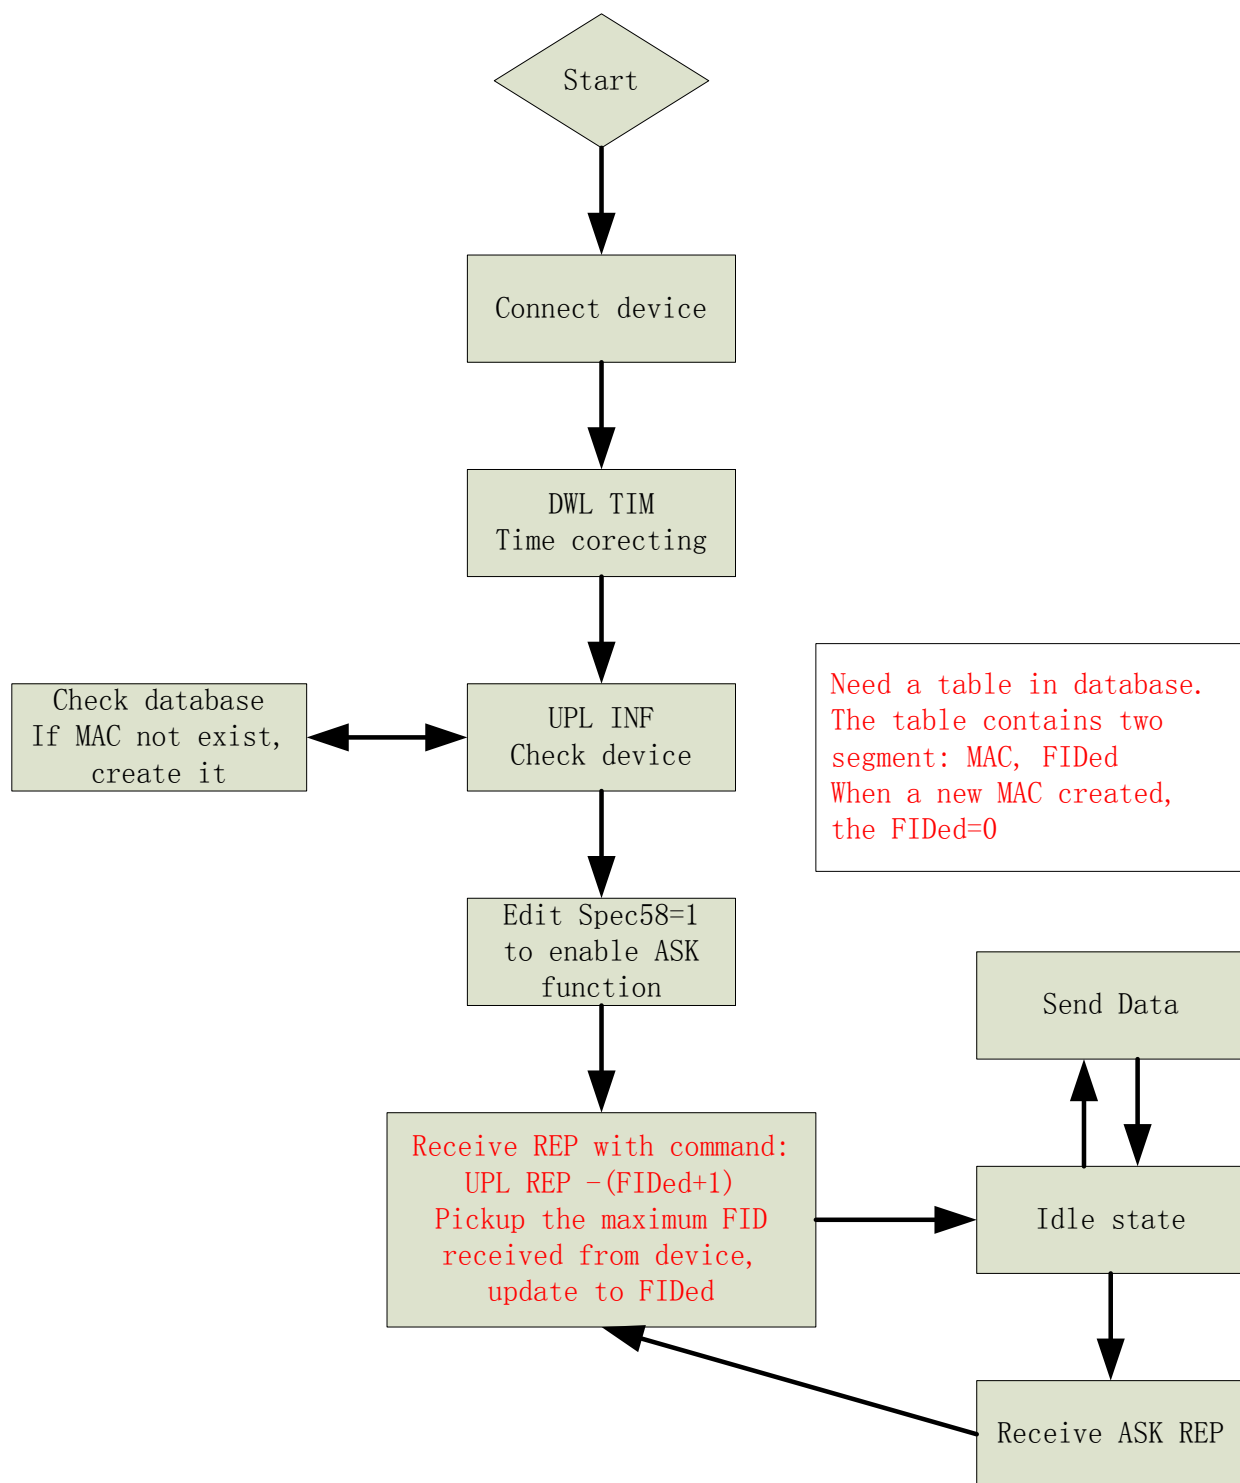 Start
Connect device
DWL TIM
Time corecting
Check database
If MAC not exist,
create it
UPL INF
Check device
Need a table in database.
The table contains two
segment: MAC, FIDed
When a new MAC created,
the FIDed=0
Edit Spec58=1
to enable ASK
function
Send Data
Receive REP with command:
UPL REP -(FIDed+1)
Pickup the maximum FID
received from device,
update to FIDed
Idle state
Receive ASK REP